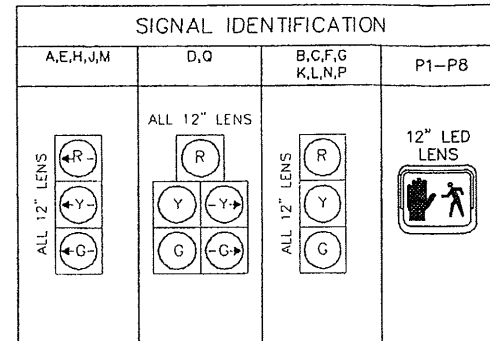 SIGNAL IDENTIFICATION
A,E,H,J,M
D,Q
B,C,F,G
K,L,N,P
P1-P8
ALL 12" LENS
R
Y
G
ALL 12" LENS
R
Y Y
G G
ALL 12" LENS
R
Y
G
12" LED
LENS